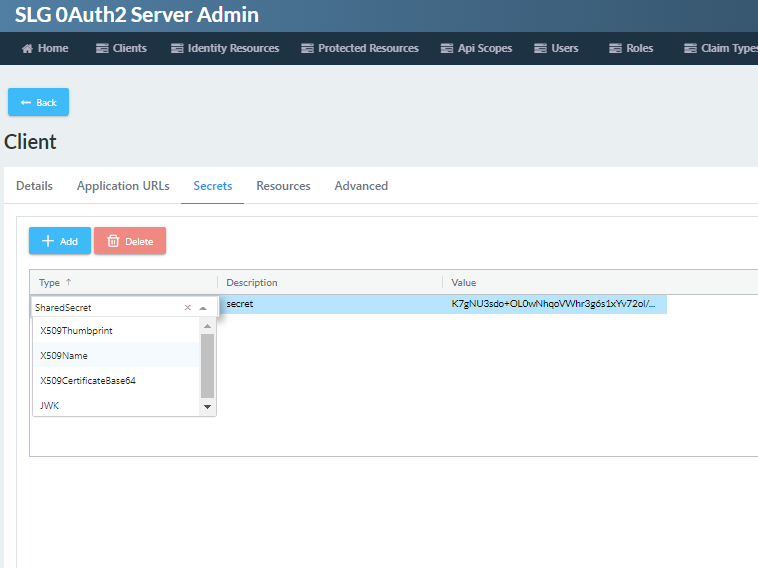 SLG 0Auth2 Server Admin
Home Clients Identity Resources Protected Resources Api Scopes Users Roles Claim Types
Back
Client
Details Application URLs Secrets Resources Advanced
Add Delete
Type ↑ Description Value
SharedSecret secret K7gNU3sdo+OL0wNhqoVWhr3g6s1xYv72ol/...
X509Thumbprint
X509Name
X509CertificateBase64
JWK